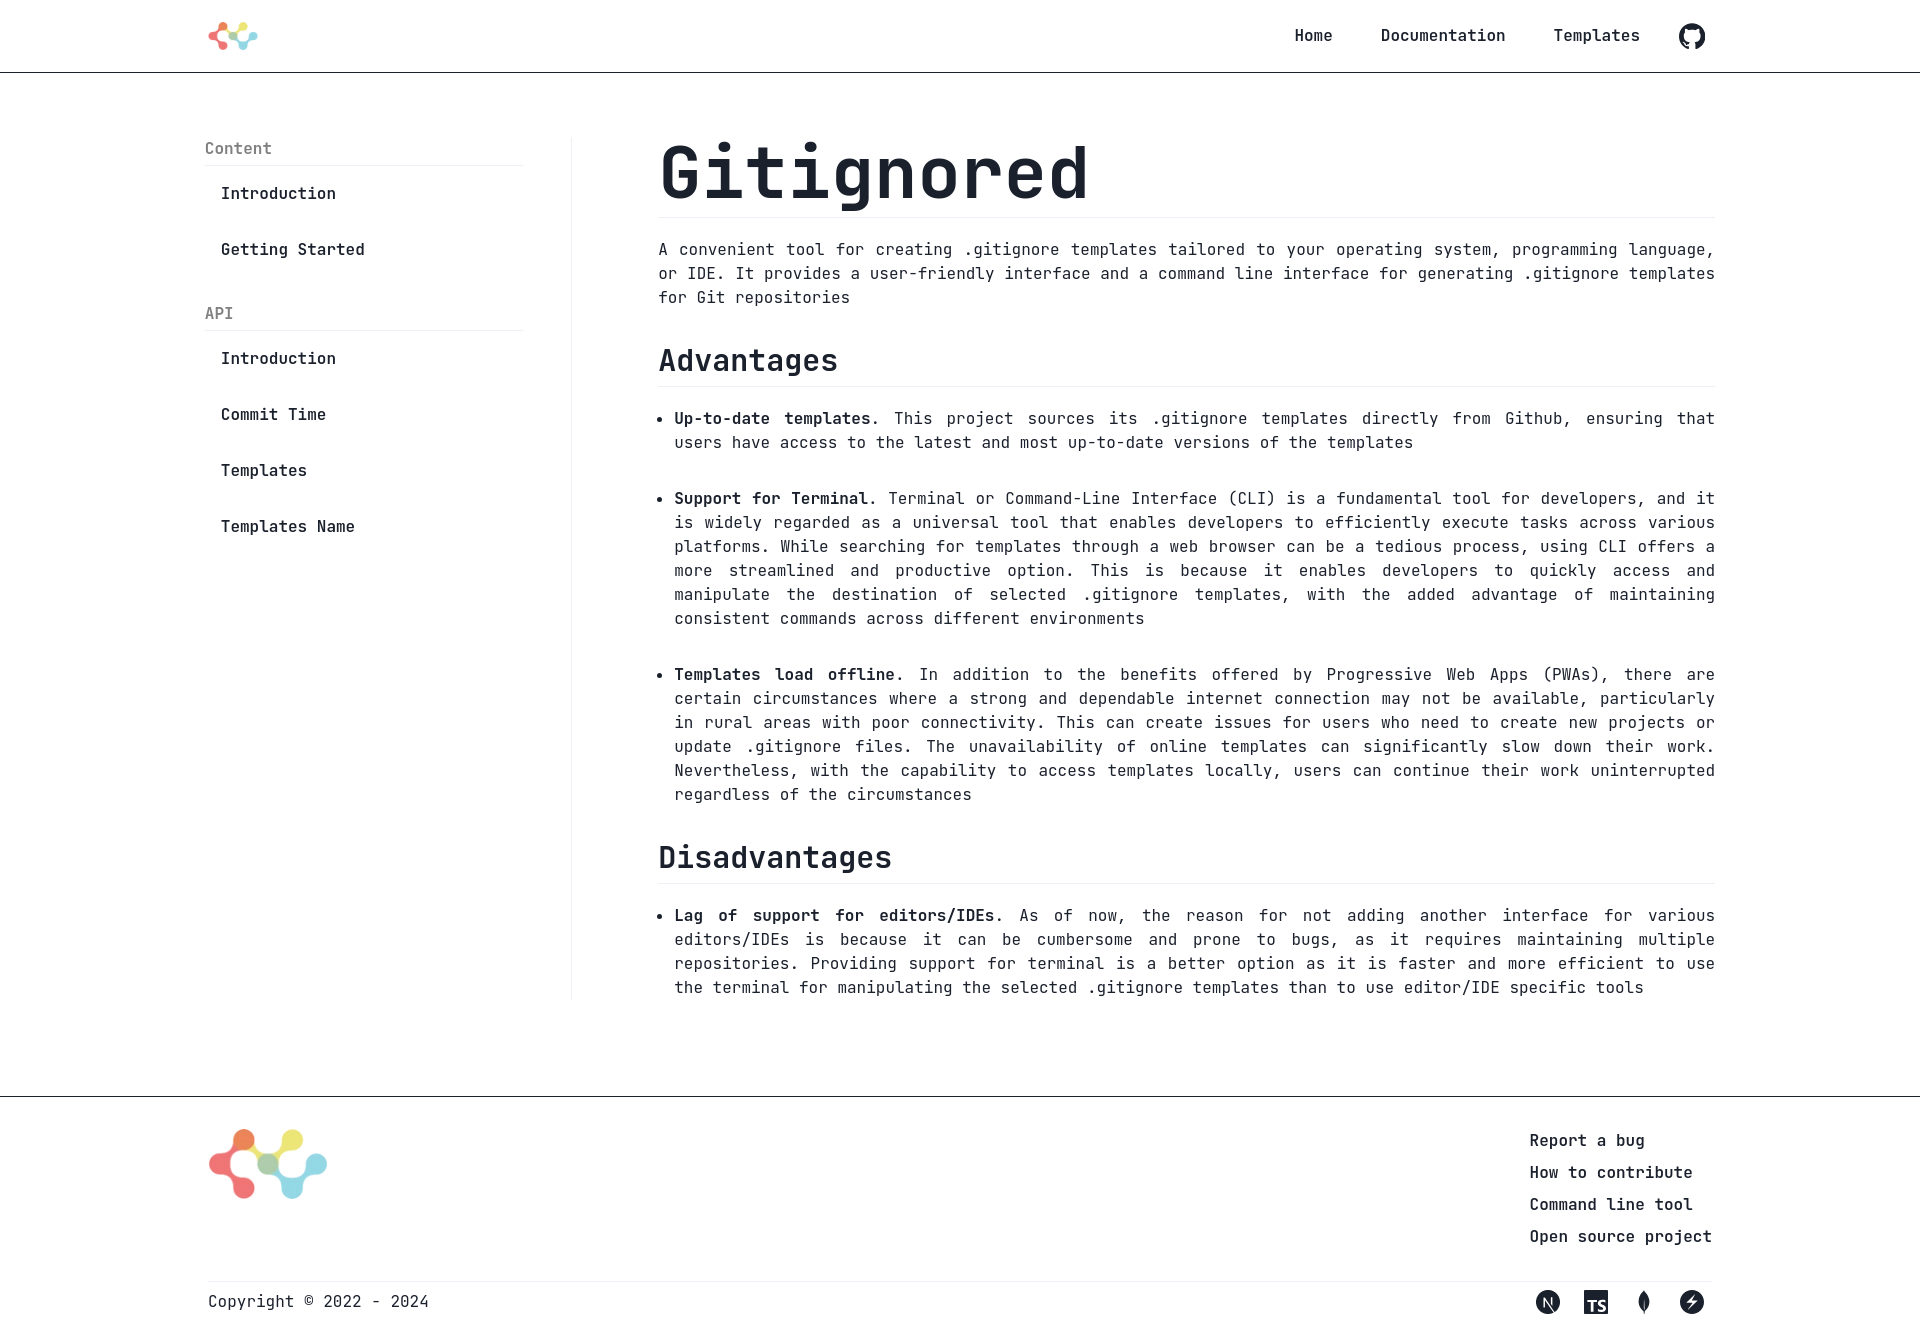 Home Documentation Templates
Content
Introduction
Getting Started
API
Introduction
Commit Time
Templates
Templates Name
Gitignored
A convenient tool for creating .gitignore templates tailored to your operating system, programming language,
or IDE. It provides a user-friendly interface and a command line interface for generating .gitignore templates
for Git repositories
Advantages
Up-to-date templates. This project sources its .gitignore templates directly from Github, ensuring that
users have access to the latest and most up-to-date versions of the templates
Support for Terminal. Terminal or Command-Line Interface (CLI) is a fundamental tool for developers, and it
is widely regarded as a universal tool that enables developers to efficiently execute tasks across various
platforms. While searching for templates through a web browser can be a tedious process, using CLI offers a
more streamlined and productive option. This is because it enables developers to quickly access and
manipulate the destination of selected .gitignore templates, with the added advantage of maintaining
consistent commands across different environments
Templates load offline. In addition to the benefits offered by Progressive Web Apps (PWAs), there are
certain circumstances where a strong and dependable internet connection may not be available, particularly
in rural areas with poor connectivity. This can create issues for users who need to create new projects or
update .gitignore files. The unavailability of online templates can significantly slow down their work.
Nevertheless, with the capability to access templates locally, users can continue their work uninterrupted
regardless of the circumstances
Disadvantages
Lag of support for editors/IDEs. As of now, the reason for not adding another interface for various
editors/IDEs is because it can be cumbersome and prone to bugs, as it requires maintaining multiple
repositories. Providing support for terminal is a better option as it is faster and more efficient to use
the terminal for manipulating the selected .gitignore templates than to use editor/IDE specific tools
Report a bug
How to contribute
Command line tool
Open source project
Copyright © 2022 - 2024
N TS